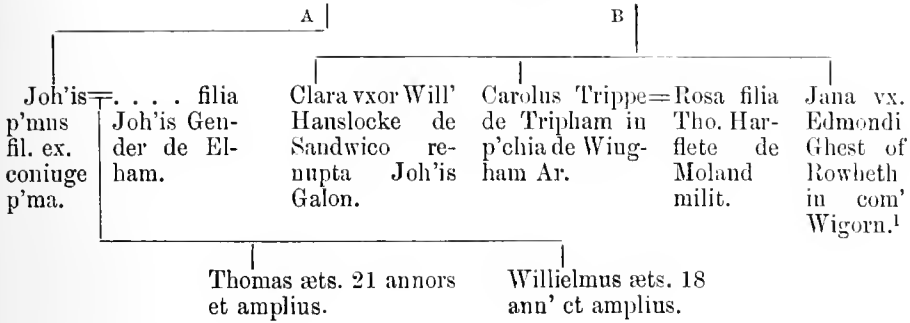 A B
Joh'is=. . . . filia
p'mus Joh'is Gen-
fil. ex. der de El-
coniuge ham.
p'ma.
Clara vxor Will'
Hanslocke de
Sandwico re-
nupta Joh'is
Galon.
Carolus Trippe=Rosa filia
de Tripham in Tho. Har-
p'chia de Wing- flete de
ham Ar. Moland
milit.
Jana vx.
Edmondi
Ghest of
Rowheth
in com'
Wigorn.¹
Thomas æts. 21 annors
et amplius.
Willielmus æts. 18
ann' et amplius.